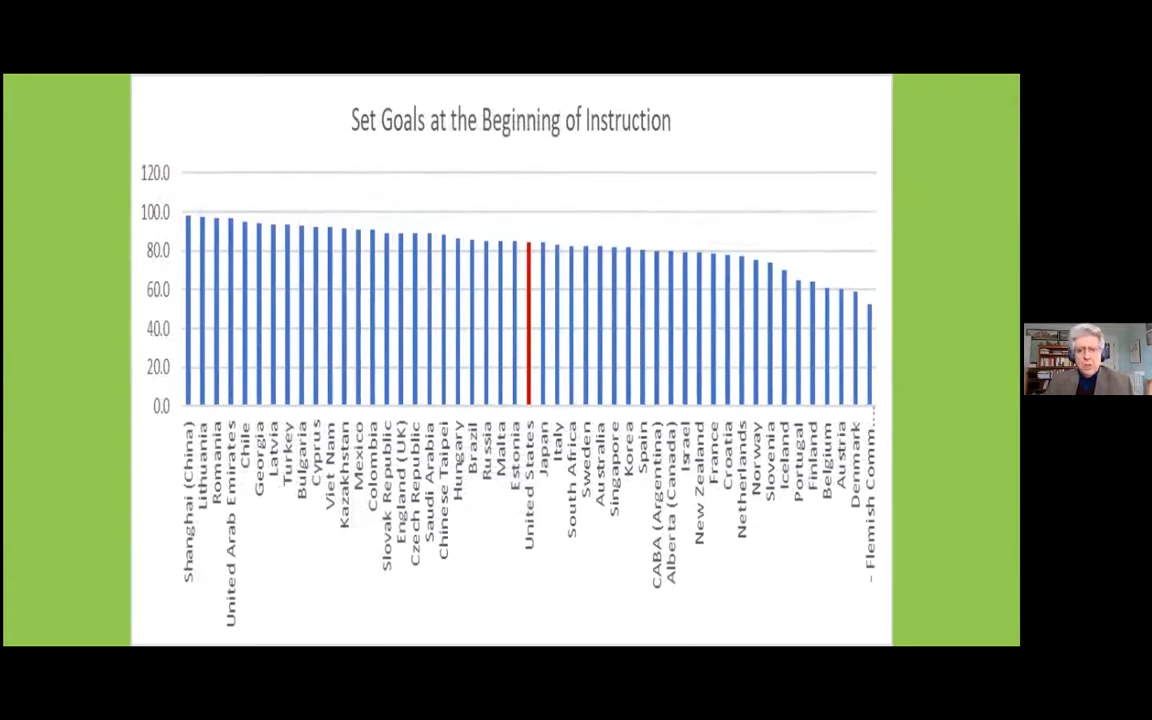 Set Goals at the Beginning of Instruction
120.0
100.0
80.0
60.0
40.0
20.0
0.0
Shanghai (China)
Lithuania
Romania
United Arab Emirates
Chile
Georgia
Latvia
Turkey
Bulgaria
Cyprus
Viet Nam
Kazakhstan
Mexico
Colombia
Slovak Republic
England (UK)
Czech Republic
Saudi Arabia
Chinese Taipei
Hungary
Brazil
Russia
Malta
Estonia
United States
Japan
Italy
South Africa
Sweden
Australia
Singapore
Korea
Spain
CABA (Argentina)
Alberta (Canada)
Israel
New Zealand
France
Croatia
Netherlands
Norway
Slovenia
Iceland
Portugal
Finland
Belgium
Austria
Denmark
– Flemish Comm….